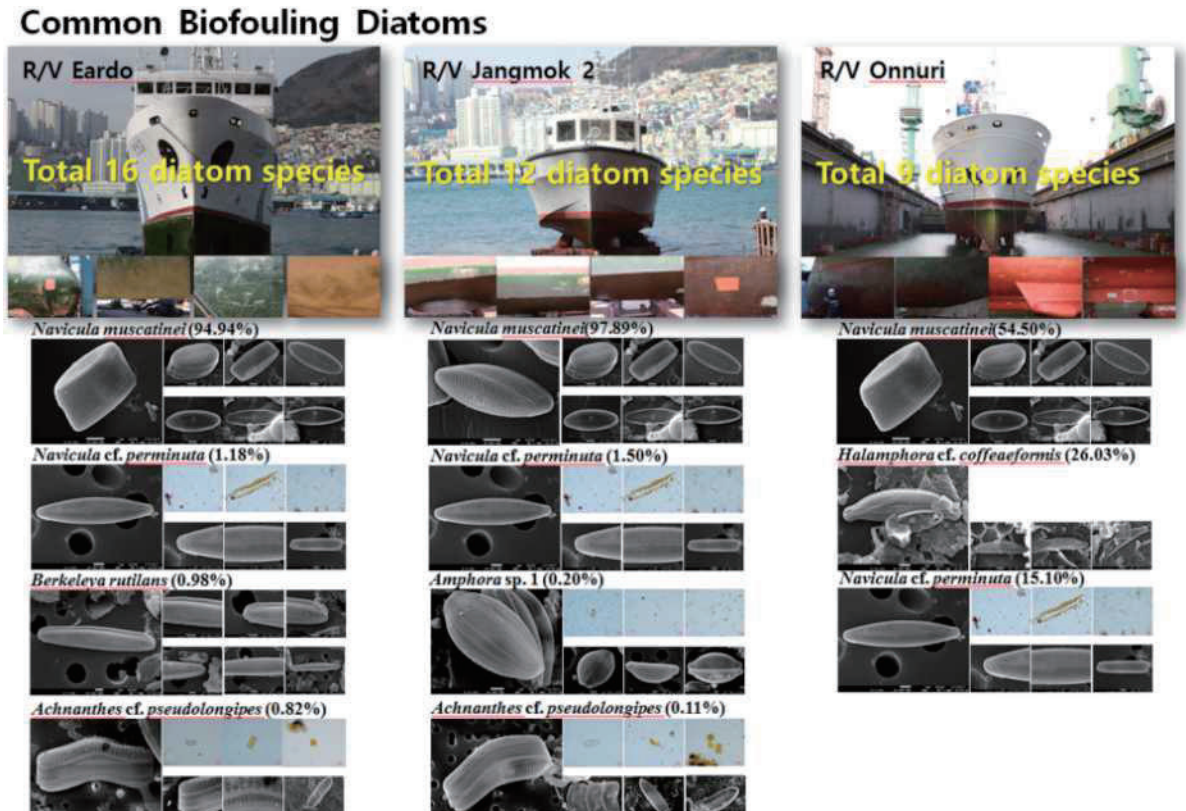 Common Biofouling Diatoms
R/V Eardo
Total 16 diatom species
Navicula muscatinei (94.94%)
Navicula cf. perminuta (1.18%)
Berkeleya rutilans (0.98%)
Achnanthes cf. pseudolongipes (0.82%)
R/V Jangmok 2
Total 12 diatom species
Navicula muscatinei(97.89%)
Navicula cf. perminuta (1.50%)
Amphora sp. 1 (0.20%)
Achnanthes cf. pseudolongipes (0.11%)
R/V Onnuri
Total 9 diatom species
Navicula muscatinei(54.50%)
Halamphora cf. coffeaeformis (26.03%)
Navicula cf. perminuta (15.10%)